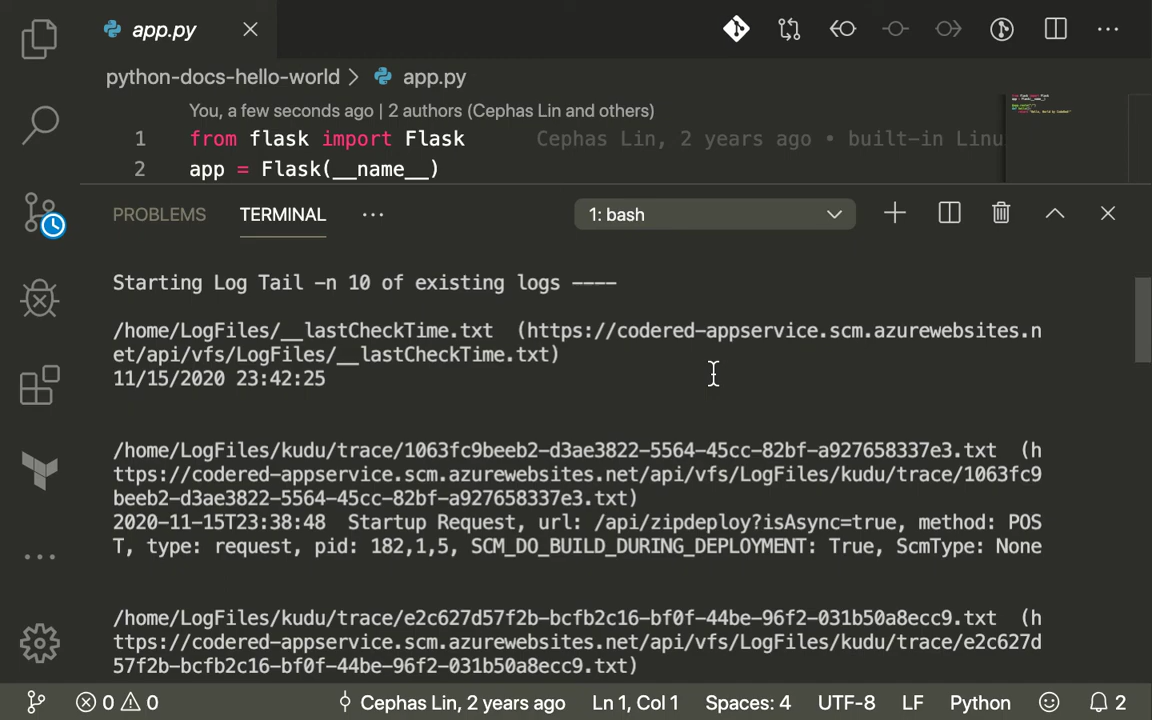 app.py
python-docs-hello-world > app.py
You, a few seconds ago | 2 authors (Cephas Lin and others)
1 from flask import Flask Cephas Lin, 2 years ago • built-in Linu
2 app = Flask(__name__)
PROBLEMS TERMINAL ... 1: bash
Starting Log Tail -n 10 of existing logs ----
/home/LogFiles/__lastCheckTime.txt (https://codered-appservice.scm.azurewebsites.n
et/api/vfs/LogFiles/__lastCheckTime.txt)
11/15/2020 23:42:25
/home/LogFiles/kudu/trace/1063fc9beeb2-d3ae3822-5564-45cc-82bf-a927658337e3.txt (h
ttps://codered-appservice.scm.azurewebsites.net/api/vfs/LogFiles/kudu/trace/1063fc9
beeb2-d3ae3822-5564-45cc-82bf-a927658337e3.txt)
2020-11-15T23:38:48 Startup Request, url: /api/zipdeploy?isAsync=true, method: POS
T, type: request, pid: 182,1,5, SCM_DO_BUILD_DURING_DEPLOYMENT: True, ScmType: None
/home/LogFiles/kudu/trace/e2c627d57f2b-bcfb2c16-bf0f-44be-96f2-031b50a8ecc9.txt (h
ttps://codered-appservice.scm.azurewebsites.net/api/vfs/LogFiles/kudu/trace/e2c627d
57f2b-bcfb2c16-bf0f-44be-96f2-031b50a8ecc9.txt)
0 0 Cephas Lin, 2 years ago Ln 1, Col 1 Spaces: 4 UTF-8 LF Python 2